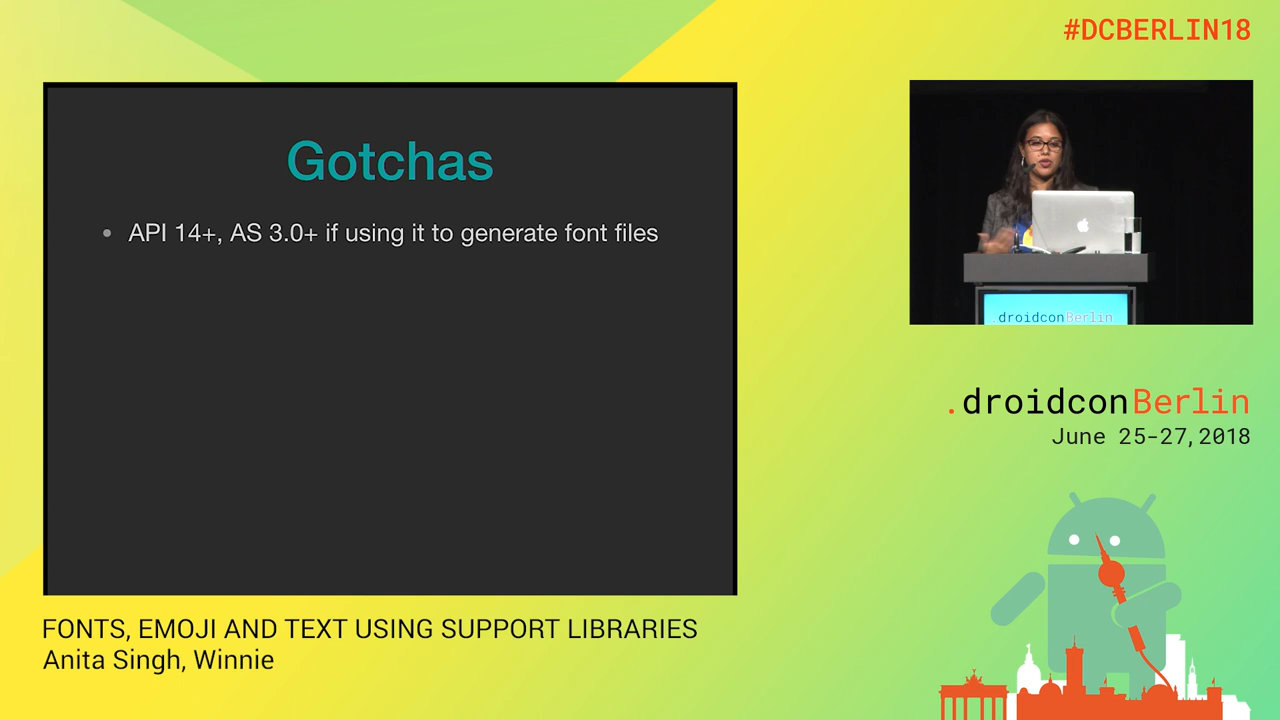 #DCBERLIN18
Gotchas
• API 14+, AS 3.0+ if using it to generate font files
droidconBerlin
.droidconBerlin
June 25-27, 2018
FONTS, EMOJI AND TEXT USING SUPPORT LIBRARIES
Anita Singh, Winnie